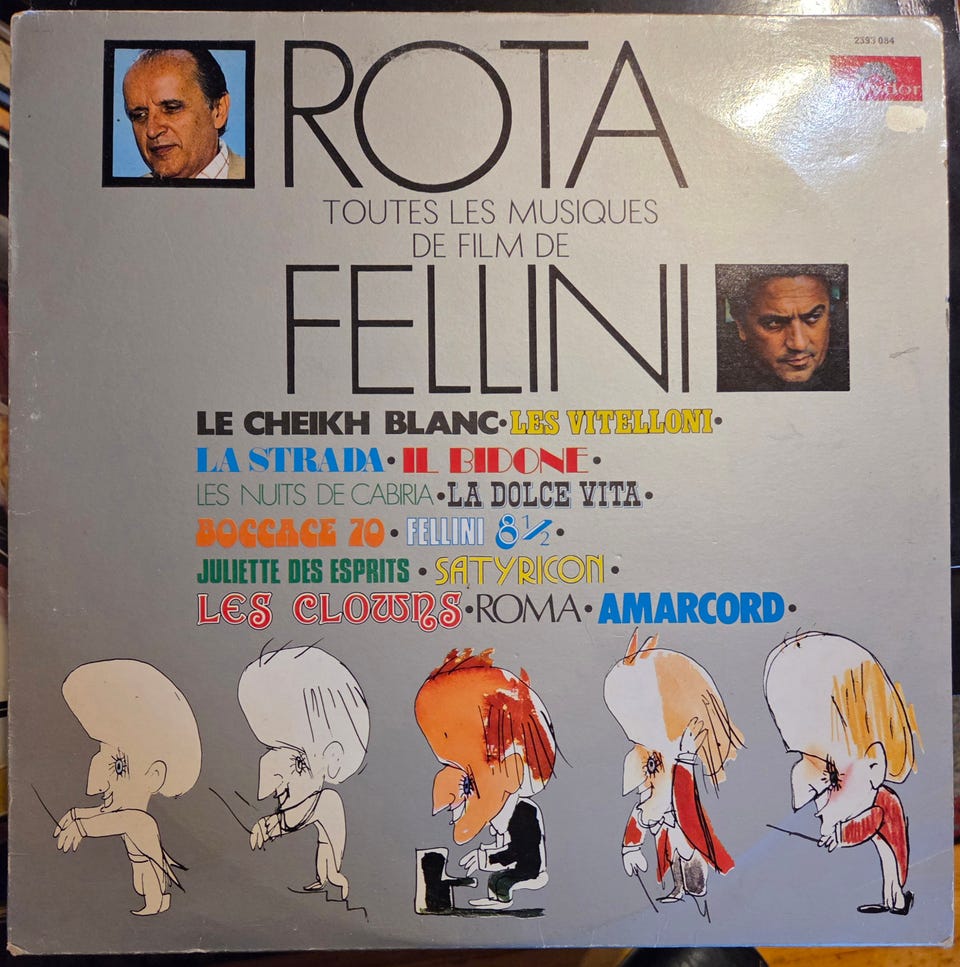 2393 084
ROTA
TOUTES LES MUSIQUES
DE FILM DE
FELLINI
LE CHEIKH BLANC•LES VITELLONI•
LA STRADA•IL BIDONE•
LES NUITS DE CABIRIA•LA DOLCE VITA•
BOCCACE 70•FELLINI 8 1/2•
JULIETTE DES ESPRITS•SATYRICON•
LES CLOWNS•ROMA•AMARCORD•